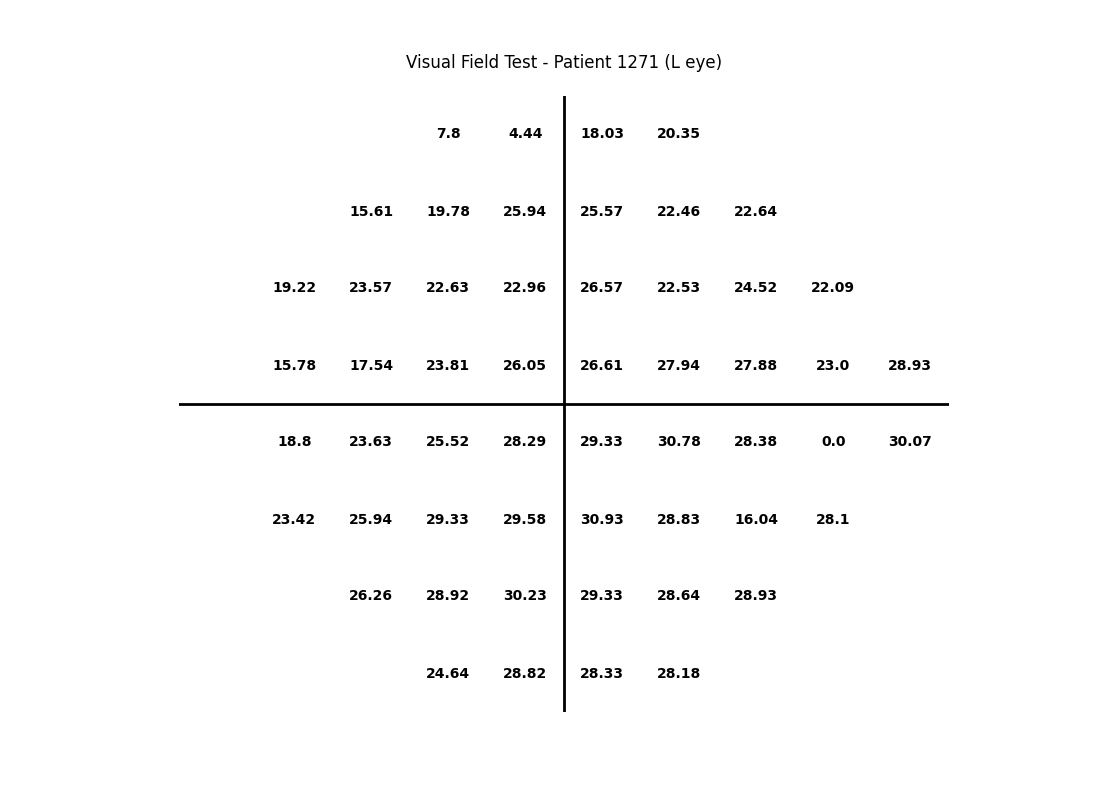 Visual Field Test - Patient 1271 (L eye)
7.8 4.44 18.03 20.35
15.61 19.78 25.94 25.57 22.46 22.64
19.22 23.57 22.63 22.96 26.57 22.53 24.52 22.09
15.78 17.54 23.81 26.05 26.61 27.94 27.88 23.0 28.93
18.8 23.63 25.52 28.29 29.33 30.78 28.38 0.0 30.07
23.42 25.94 29.33 29.58 30.93 28.83 16.04 28.1
26.26 28.92 30.23 29.33 28.64 28.93
24.64 28.82 28.33 28.18